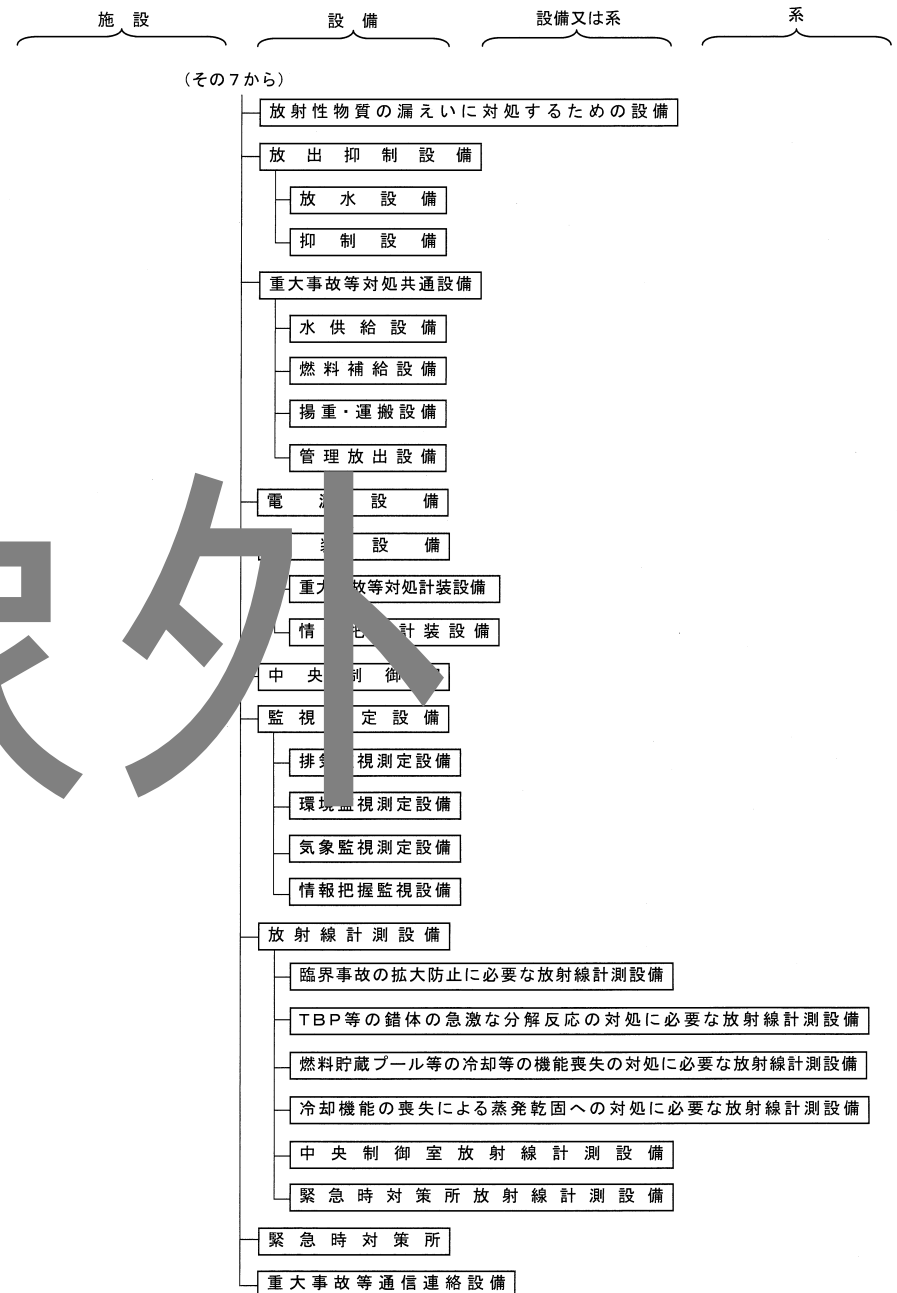 施設
設備
設備又は系
系
(その7から)
放射性物質の漏えいに対処するための設備
放出抑制設備
放水設備
抑制設備
重大事故等対処共通設備
水供給設備
燃料補給設備
揚重・運搬設備
管理放出設備
電 設備
設備
重大 故等対処計装設備
情 計装設備
中央制御
監視 定設備
排気 視測定設備
環境監視測定設備
気象監視測定設備
情報把握監視設備
放射線計測設備
臨界事故の拡大防止に必要な放射線計測設備
TBP等の錯体の急激な分解反応の対処に必要な放射線計測設備
燃料貯蔵プール等の冷却等の機能喪失の対処に必要な放射線計測設備
冷却機能の喪失による蒸発乾固への対処に必要な放射線計測設備
中央制御室放射線計測設備
緊急時対策所放射線計測設備
緊急時対策所
重大事故等通信連絡設備
外